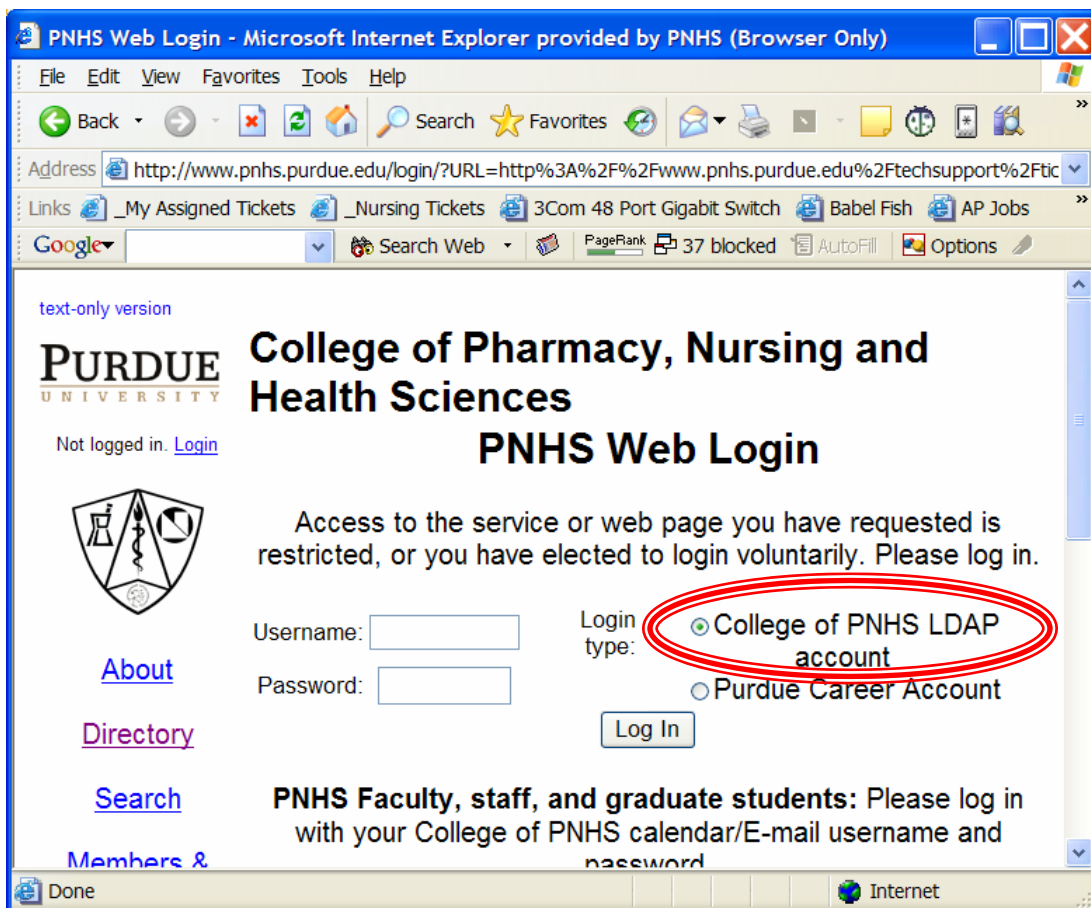 PNHS Web Login - Microsoft Internet Explorer provided by PNHS (Browser Only)
File Edit View Favorites Tools Help
Back Search Favorites »
Address http://www.pnhs.purdue.edu/login/?URL=http%3A%2F%2Fwww.pnhs.purdue.edu%2Ftechsupport%2Ftic
Links _My Assigned Tickets _Nursing Tickets 3Com 48 Port Gigabit Switch Babel Fish AP Jobs »
Google Search Web PageRank 37 blocked AutoFill Options
text-only version
PURDUE
UNIVERSITY
Not logged in. Login
About
Directory
Search
Members &
College of Pharmacy, Nursing and
Health Sciences
PNHS Web Login
Access to the service or web page you have requested is
restricted, or you have elected to login voluntarily. Please log in.
Username:
Password:
Login
type:
College of PNHS LDAP
account
Purdue Career Account
Log In
PNHS Faculty, staff, and graduate students: Please log in
with your College of PNHS calendar/E-mail username and
password
Done Internet